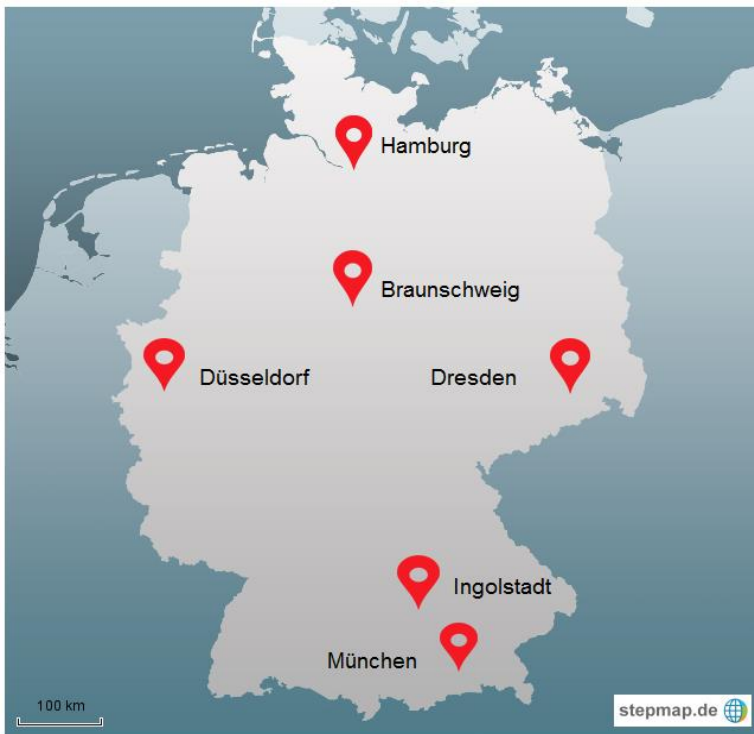 Hamburg
Braunschweig
Düsseldorf
Dresden
Ingolstadt
München
100 km
stepmap.de